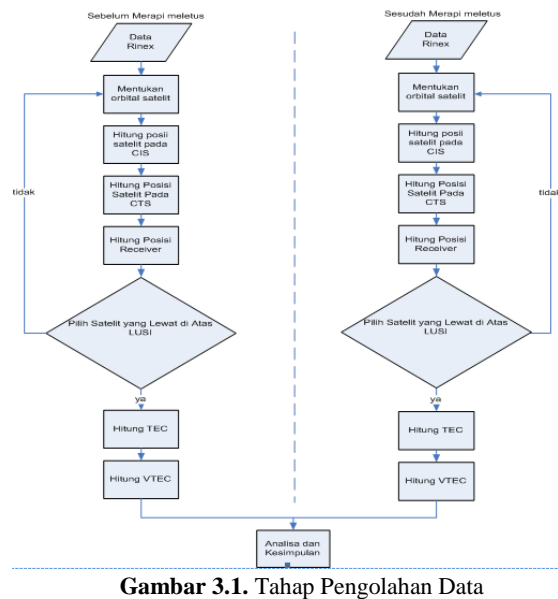 Sebelum Merapi meletus
Data
Rinex
Mentukan
orbital satelit
Hitung posii
satelit pada
CIS
Hitung Posisi
Satelit Pada
CTS
Hitung Posisi
Receiver
tidak
Pilih Satelit yang Lewat di Atas
LUSI
ya
Hitung TEC
Hitung VTEC
Sesudah Merapi meletus
Data
Rinex
Mentukan
orbital satelit
Hitung posii
satelit pada
CIS
Hitung Posisi
Satelit Pada
CTS
Hitung Posisi
Receiver
tidak
Pilih Satelit yang Lewat di Atas
LUSI
ya
Hitung TEC
Hitung VTEC
Analisa dan
Kesimpulan
Gambar 3.1. Tahap Pengolahan Data